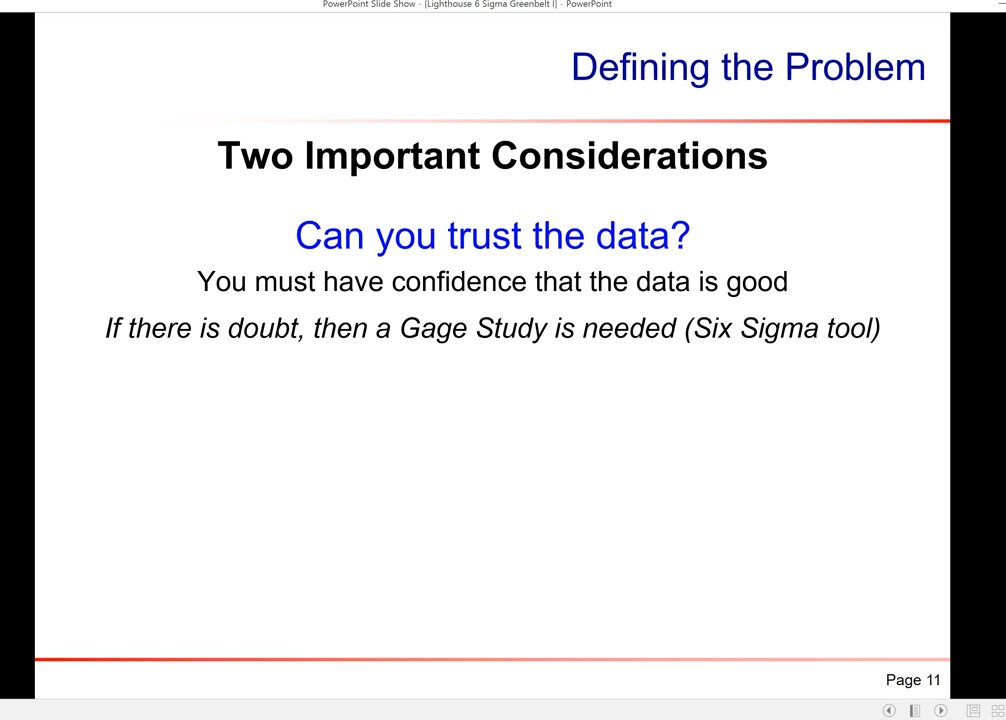 PowerPoint Slide Show - [Lighthouse 6 Sigma Greenbelt I] - PowerPoint
Defining the Problem
Two Important Considerations
Can you trust the data?
You must have confidence that the data is good
If there is doubt, then a Gage Study is needed (Six Sigma tool)
Page 11